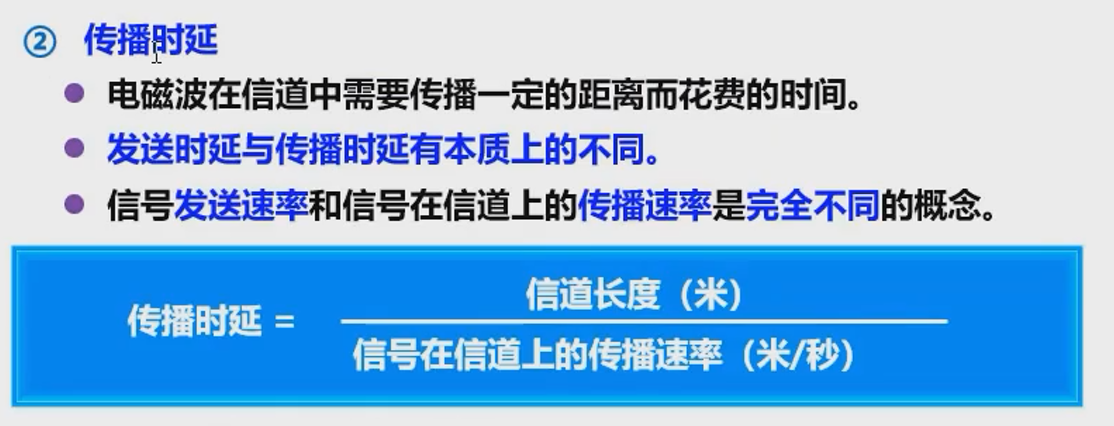 ② 传播时延
电磁波在信道中需要传播一定的距离而花费的时间。
发送时延与传播时延有本质上的不同。
信号发送速率和信号在信道上的传播速率是完全不同的概念。
传播时延 =
信道长度（米）
信号在信道上的传播速率（米/秒）